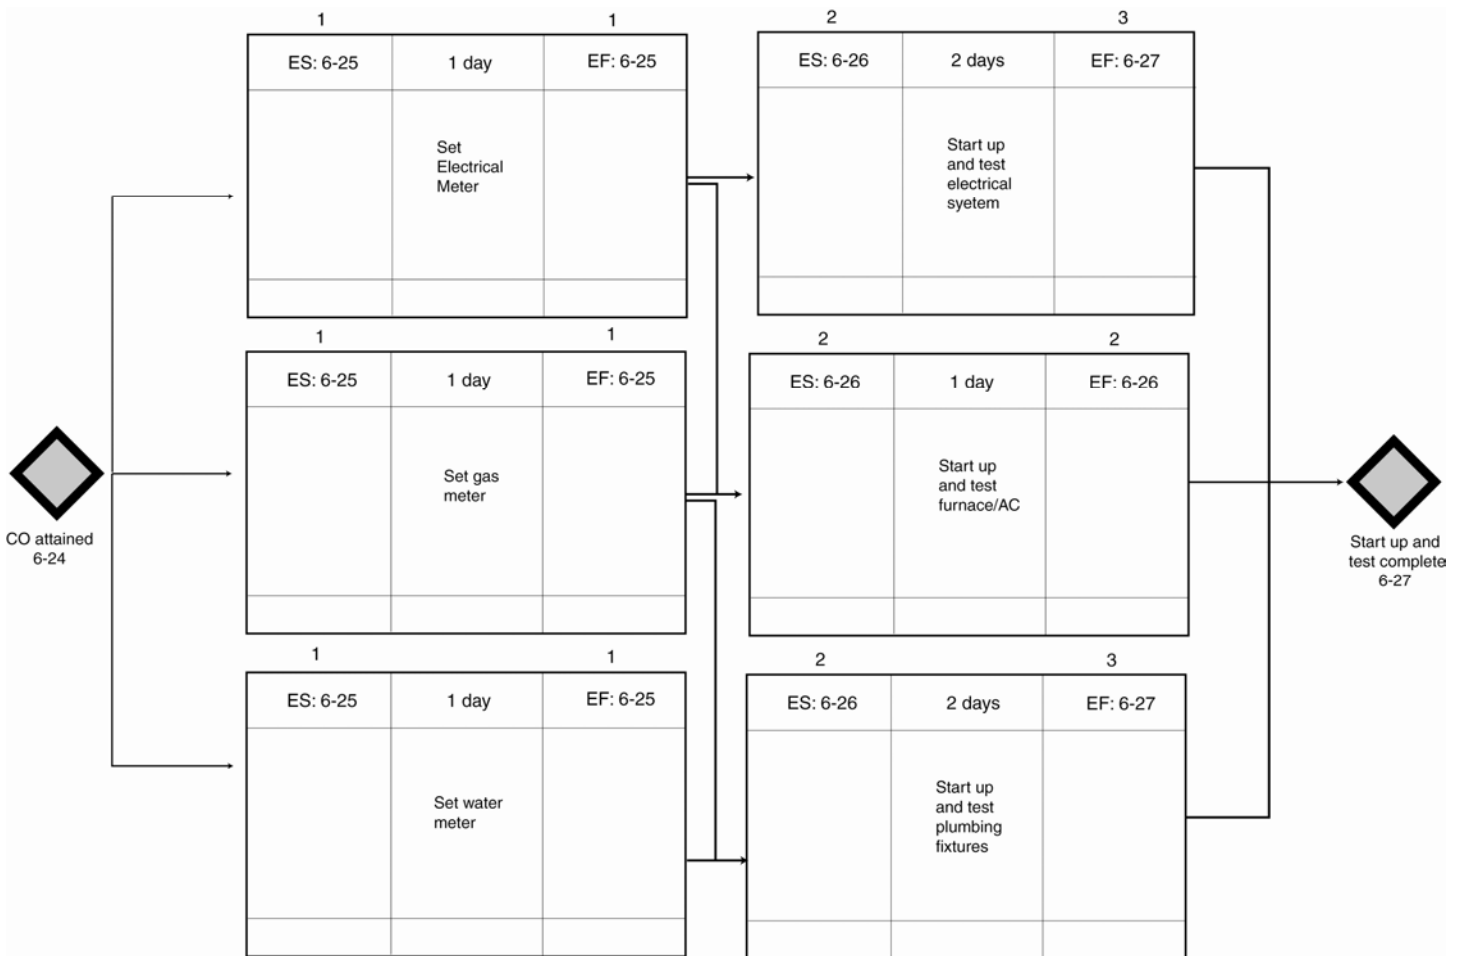 1 1
ES: 6-25 1 day EF: 6-25
Set
Electrical
Meter
2 3
ES: 6-26 2 days EF: 6-27
Start up
and test
electrical
syetem
1 1
ES: 6-25 1 day EF: 6-25
Set gas
meter
2 2
ES: 6-26 1 day EF: 6-26
Start up
and test
furnace/AC
CO attained
6-24
Start up and
test complete
6-27
1 1
ES: 6-25 1 day EF: 6-25
Set water
meter
2 3
ES: 6-26 2 days EF: 6-27
Start up
and test
plumbing
fixtures